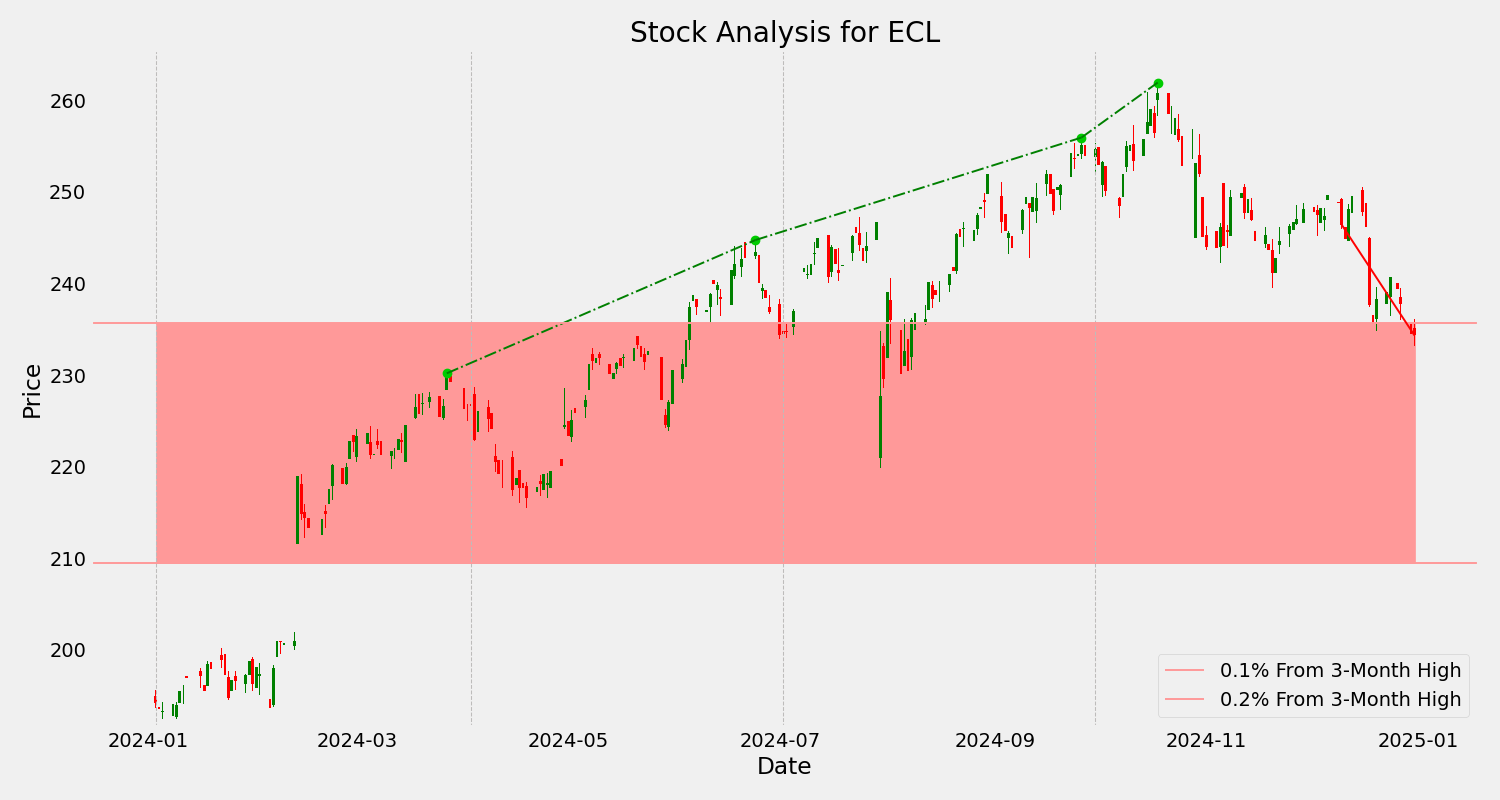 Stock Analysis for ECL
260
250
240
230
220
210
200
Price
2024-01
2024-03
2024-05
2024-07
2024-09
2024-11
2025-01
Date
0.1% From 3-Month High
0.2% From 3-Month High